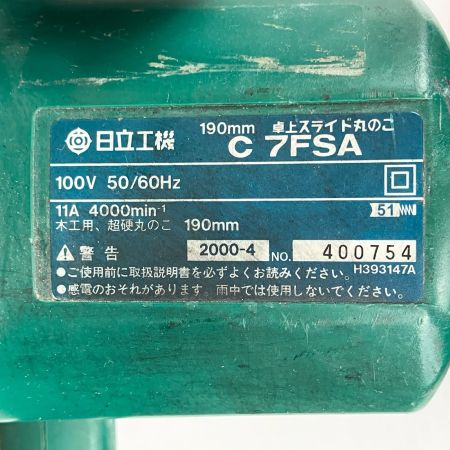 190mm 卓上スライド丸のこ
日立工機 C 7FSA
100V 50/60Hz
11A 4000min⁻¹ 51
木工用、超硬丸のこ 190mm
警告 2000-4 NO. 400754
●ご使用前に取扱説明書を必ずよくお読みください。 H393147A
●感電のおそれがあります。雨中では使用しないでください。